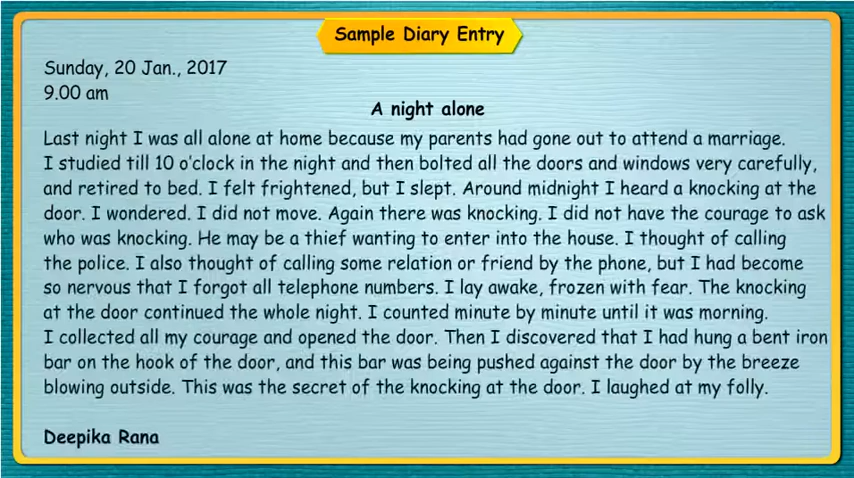 Sample Diary Entry
Sunday, 20 Jan., 2017
9.00 am
A night alone
Last night I was all alone at home because my parents had gone out to attend a marriage.
I studied till 10 o'clock in the night and then bolted all the doors and windows very carefully,
and retired to bed. I felt frightened, but I slept. Around midnight I heard a knocking at the
door. I wondered. I did not move. Again there was knocking. I did not have the courage to ask
who was knocking. He may be a thief wanting to enter into the house. I thought of calling
the police. I also thought of calling some relation or friend by the phone, but I had become
so nervous that I forgot all telephone numbers. I lay awake, frozen with fear. The knocking
at the door continued the whole night. I counted minute by minute until it was morning.
I collected all my courage and opened the door. Then I discovered that I had hung a bent iron
bar on the hook of the door, and this bar was being pushed against the door by the breeze
blowing outside. This was the secret of the knocking at the door. I laughed at my folly.
Deepika Rana